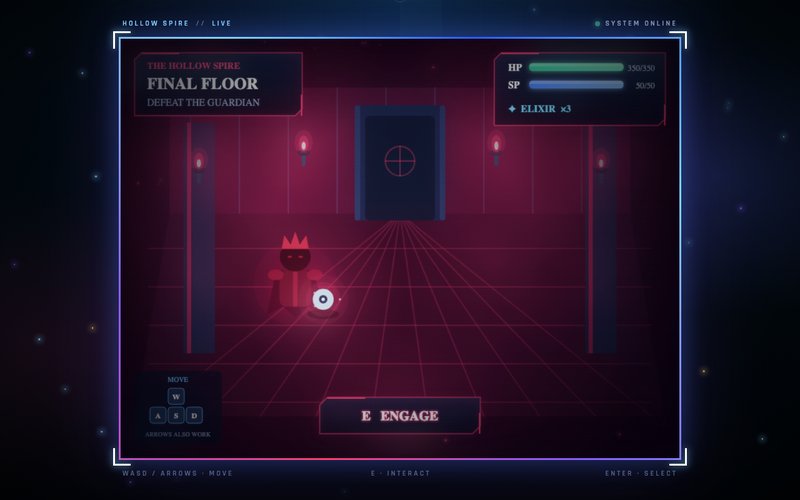 HOLLOW SPIRE // LIVE
SYSTEM ONLINE
THE HOLLOW SPIRE
FINAL FLOOR
DEFEAT THE GUARDIAN
HP 350/350
SP 50/50
✦ ELIXIR ×3
MOVE
W
A S D
ARROWS ALSO WORK
E ENGAGE
WASD / ARROWS · MOVE
E · INTERACT
ENTER · SELECT